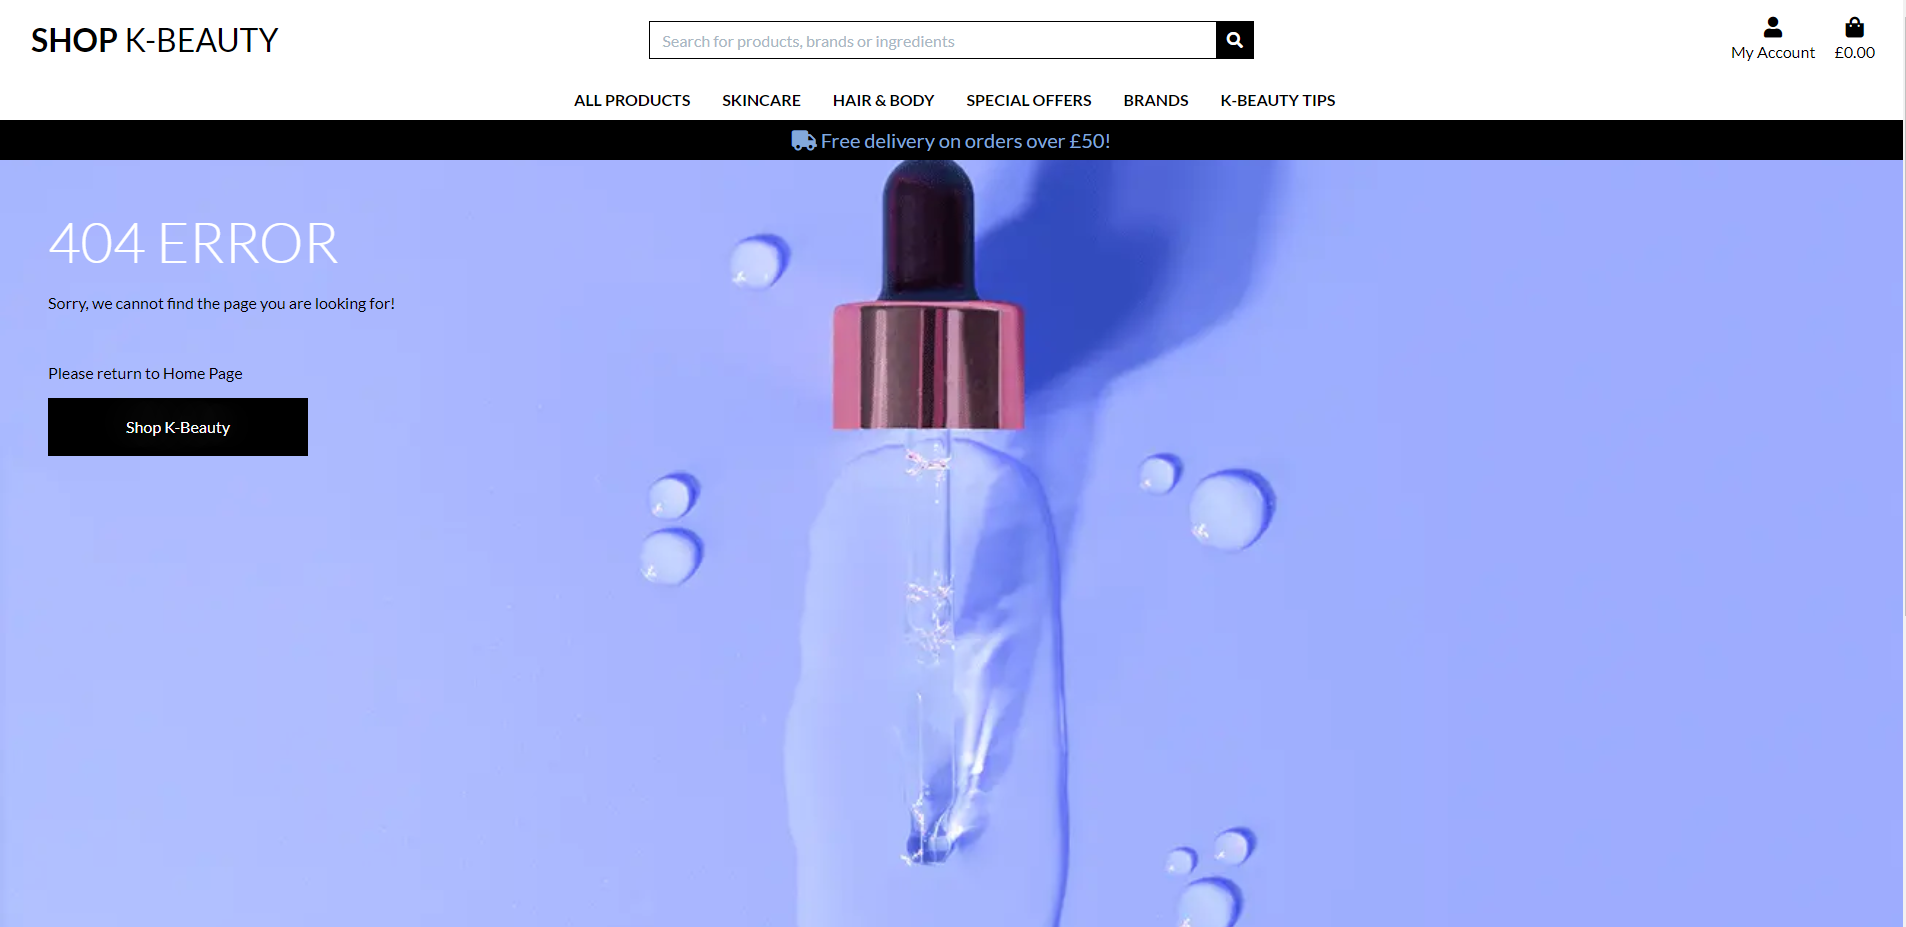 SHOP K-BEAUTY
Search for products, brands or ingredients
My Account
£0.00
ALL PRODUCTS
SKINCARE
HAIR & BODY
SPECIAL OFFERS
BRANDS
K-BEAUTY TIPS
Free delivery on orders over £50!
404 ERROR
Sorry, we cannot find the page you are looking for!
Please return to Home Page
Shop K-Beauty